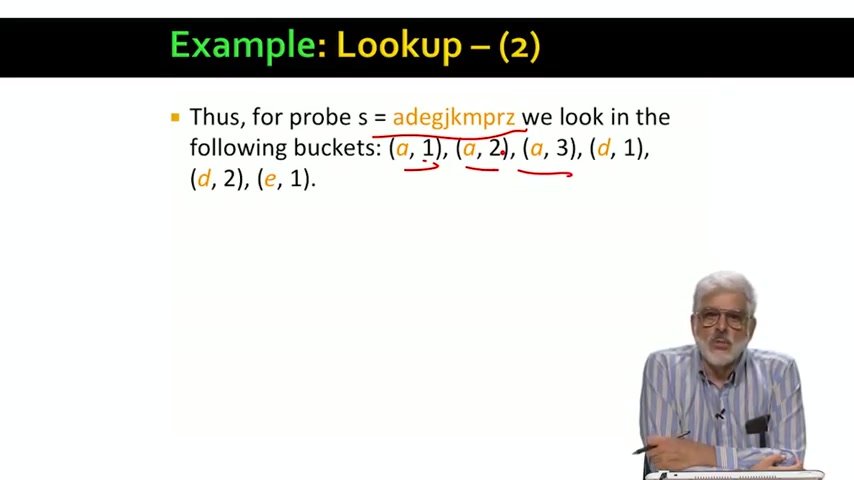 Example: Lookup – (2)
Thus, for probe s = adegjkmprz we look in the
following buckets: (a, 1), (a, 2), (a, 3), (d, 1),
(d, 2), (e, 1).